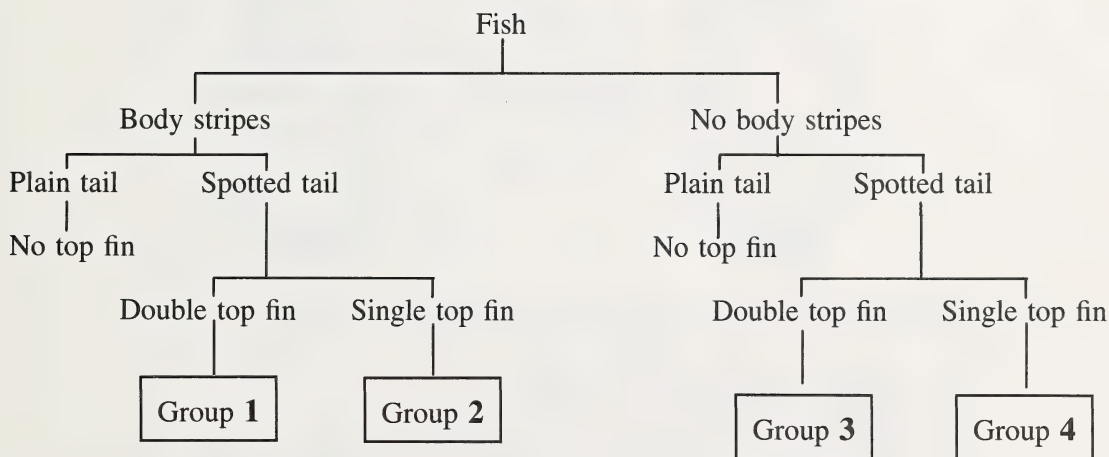 Fish
Body stripes No body stripes
Plain tail Spotted tail Plain tail Spotted tail
No top fin No top fin
Double top fin Single top fin Double top fin Single top fin
Group 1 Group 2 Group 3 Group 4